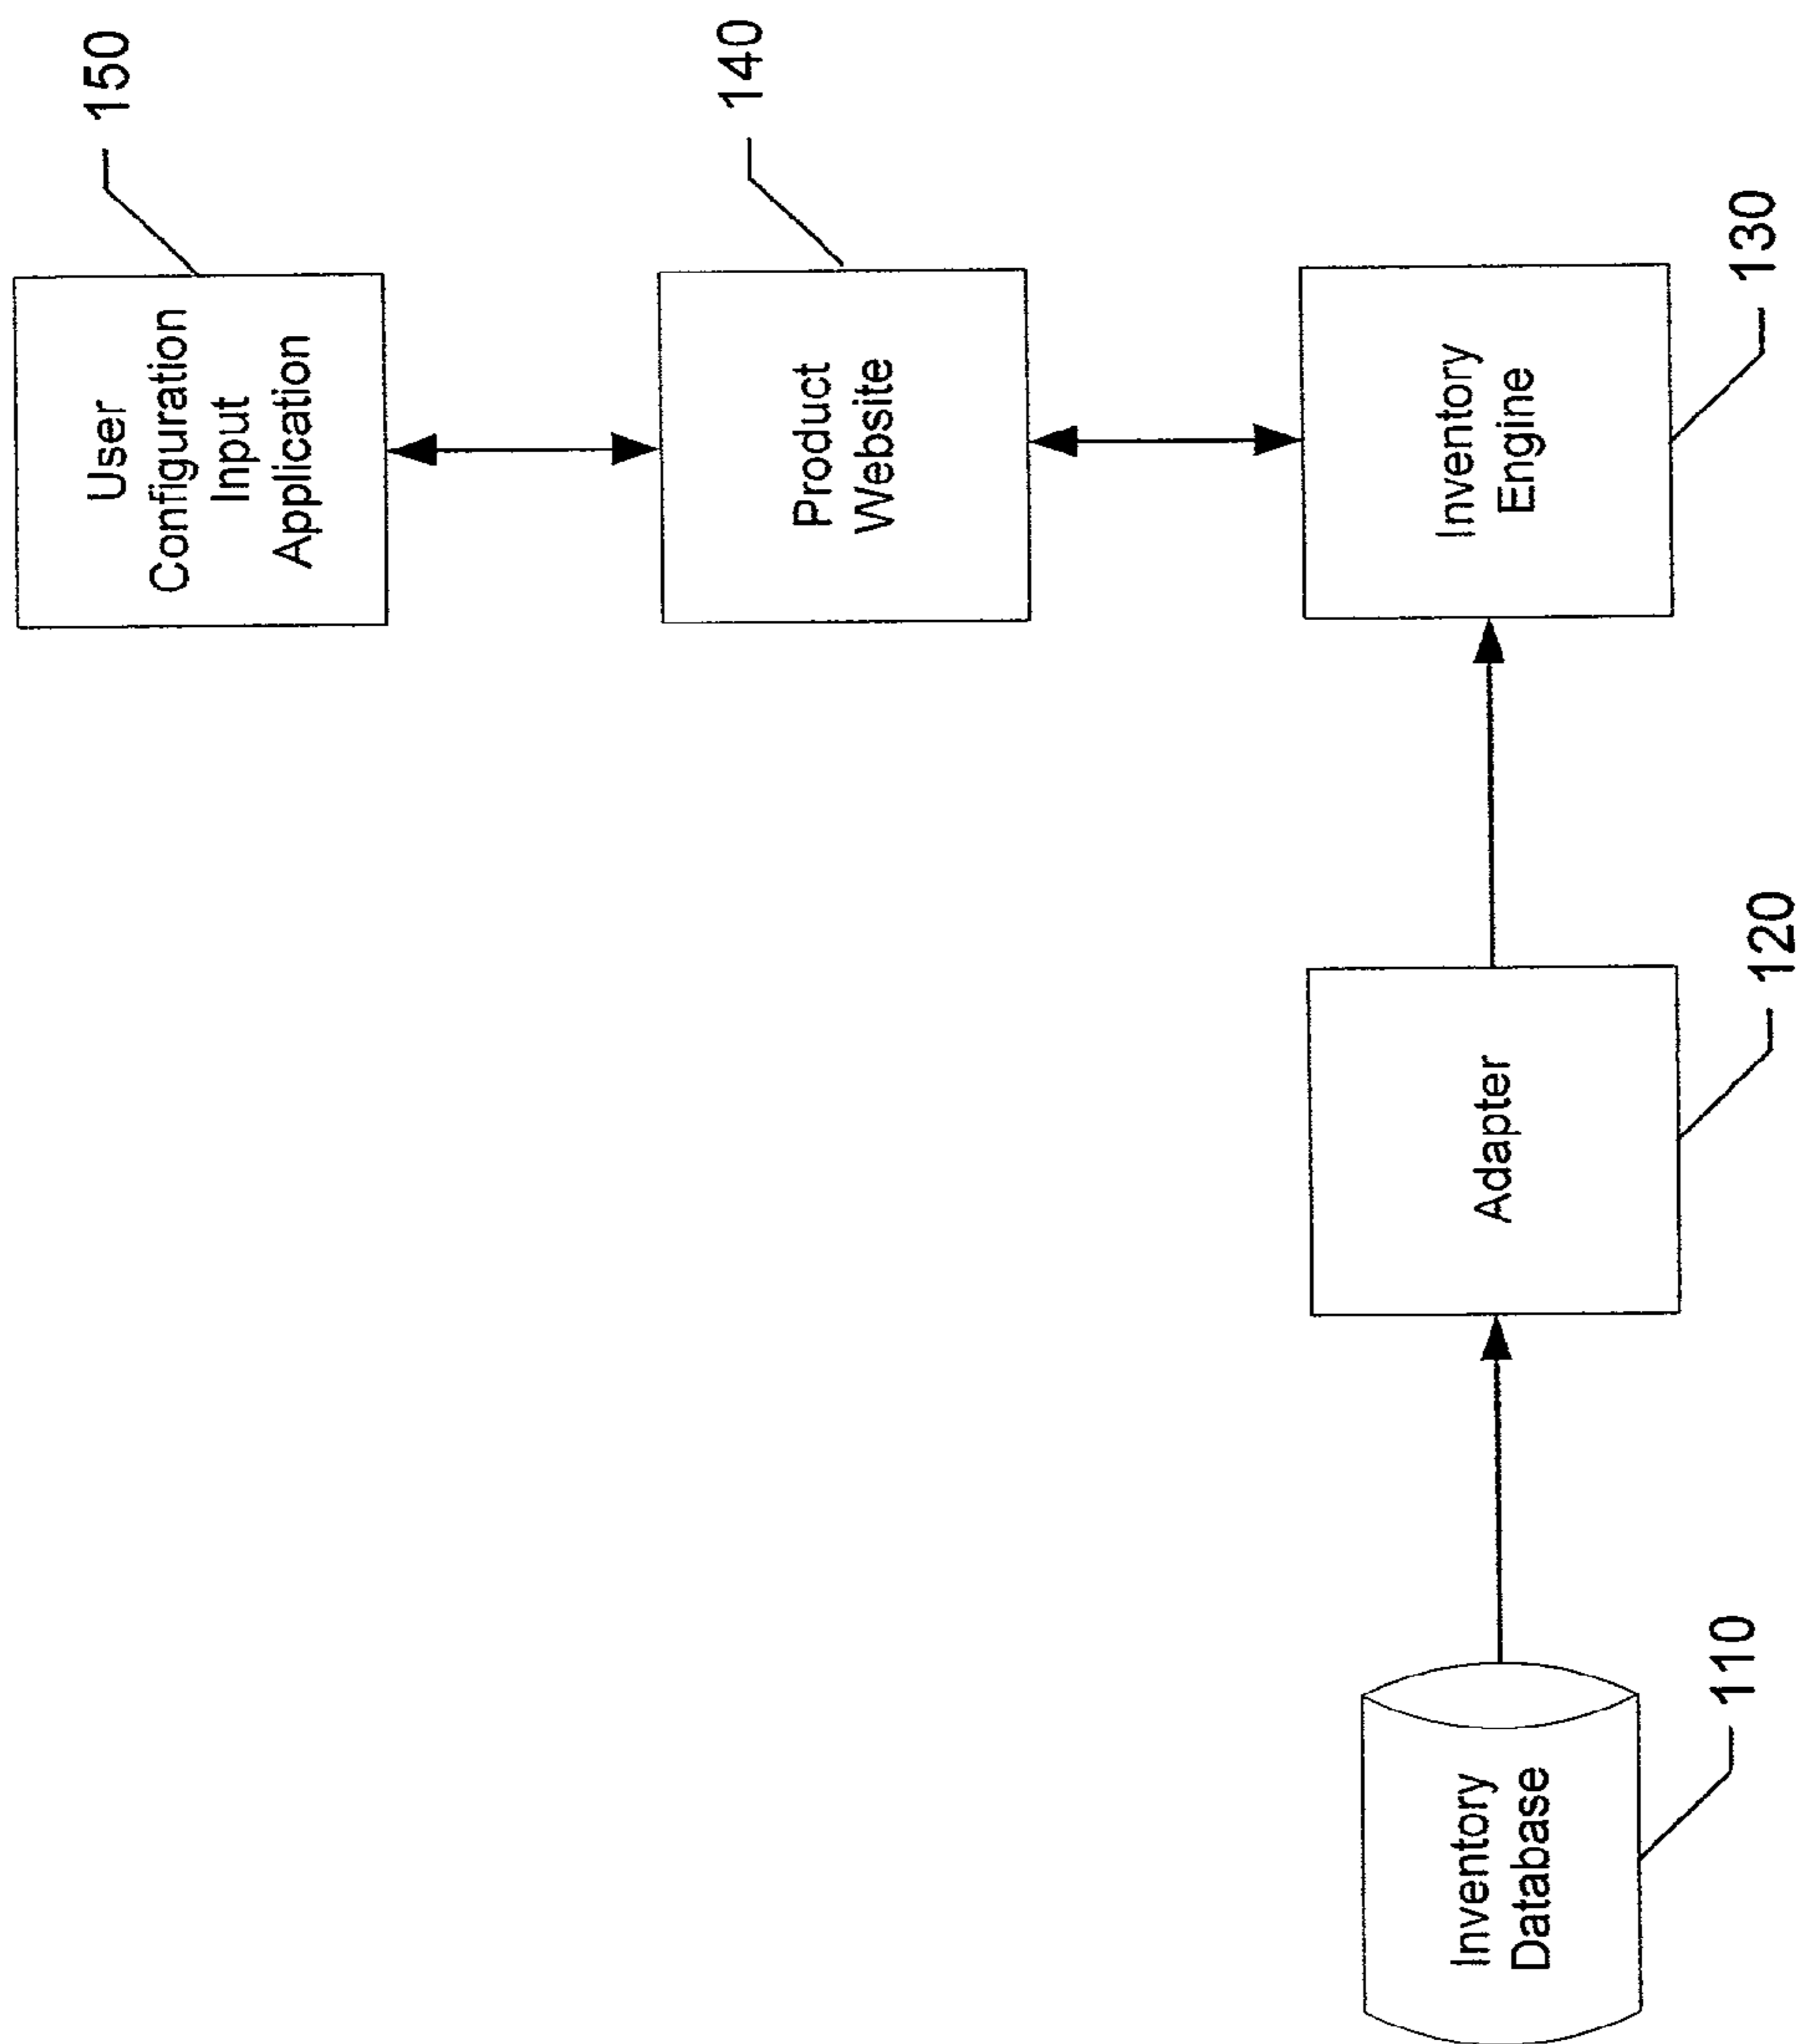 User
Configuration
Input
Application
150
Product
Website
140
Inventory
Database
110
Adapter
120
Inventory
Engine
130